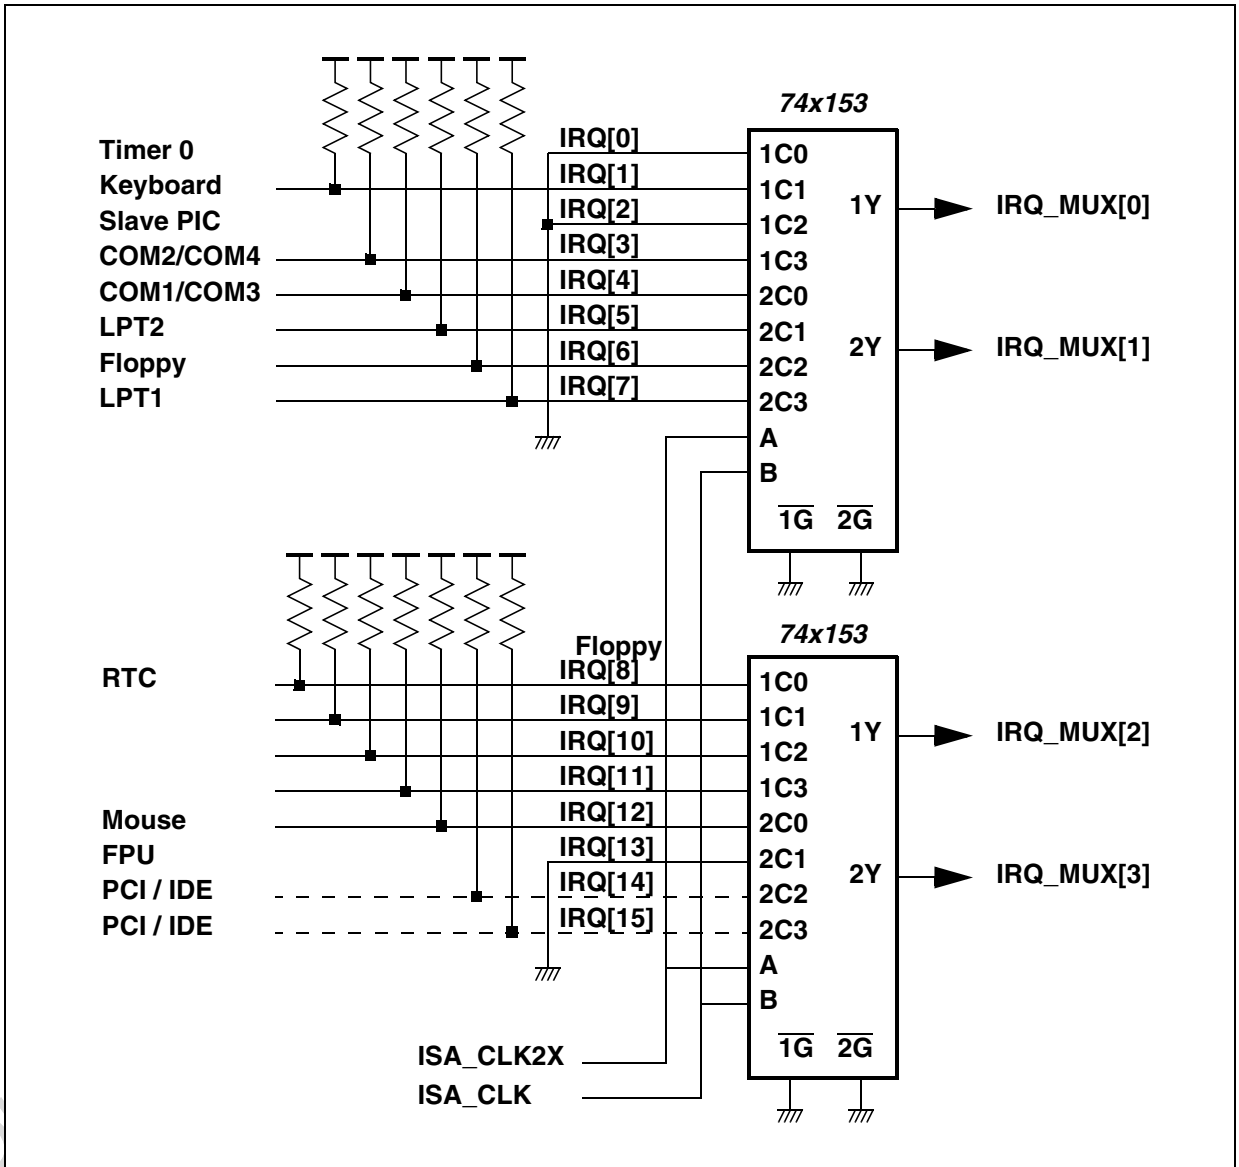 74x153
Timer 0 IRQ[0] 1C0
Keyboard IRQ[1] 1C1
1Y IRQ_MUX[0]
Slave PIC IRQ[2] 1C2
COM2/COM4 IRQ[3] 1C3
COM1/COM3 IRQ[4] 2C0
LPT2 IRQ[5] 2C1
2Y IRQ_MUX[1]
Floppy IRQ[6] 2C2
LPT1 IRQ[7] 2C3
A
B
1G 2G
74x153
Floppy
RTC IRQ[8] 1C0
IRQ[9] 1C1
1Y IRQ_MUX[2]
IRQ[10] 1C2
IRQ[11] 1C3
Mouse IRQ[12] 2C0
FPU IRQ[13] 2C1
2Y IRQ_MUX[3]
PCI / IDE IRQ[14] 2C2
PCI / IDE IRQ[15] 2C3
A
B
1G 2G
ISA_CLK2X
ISA_CLK